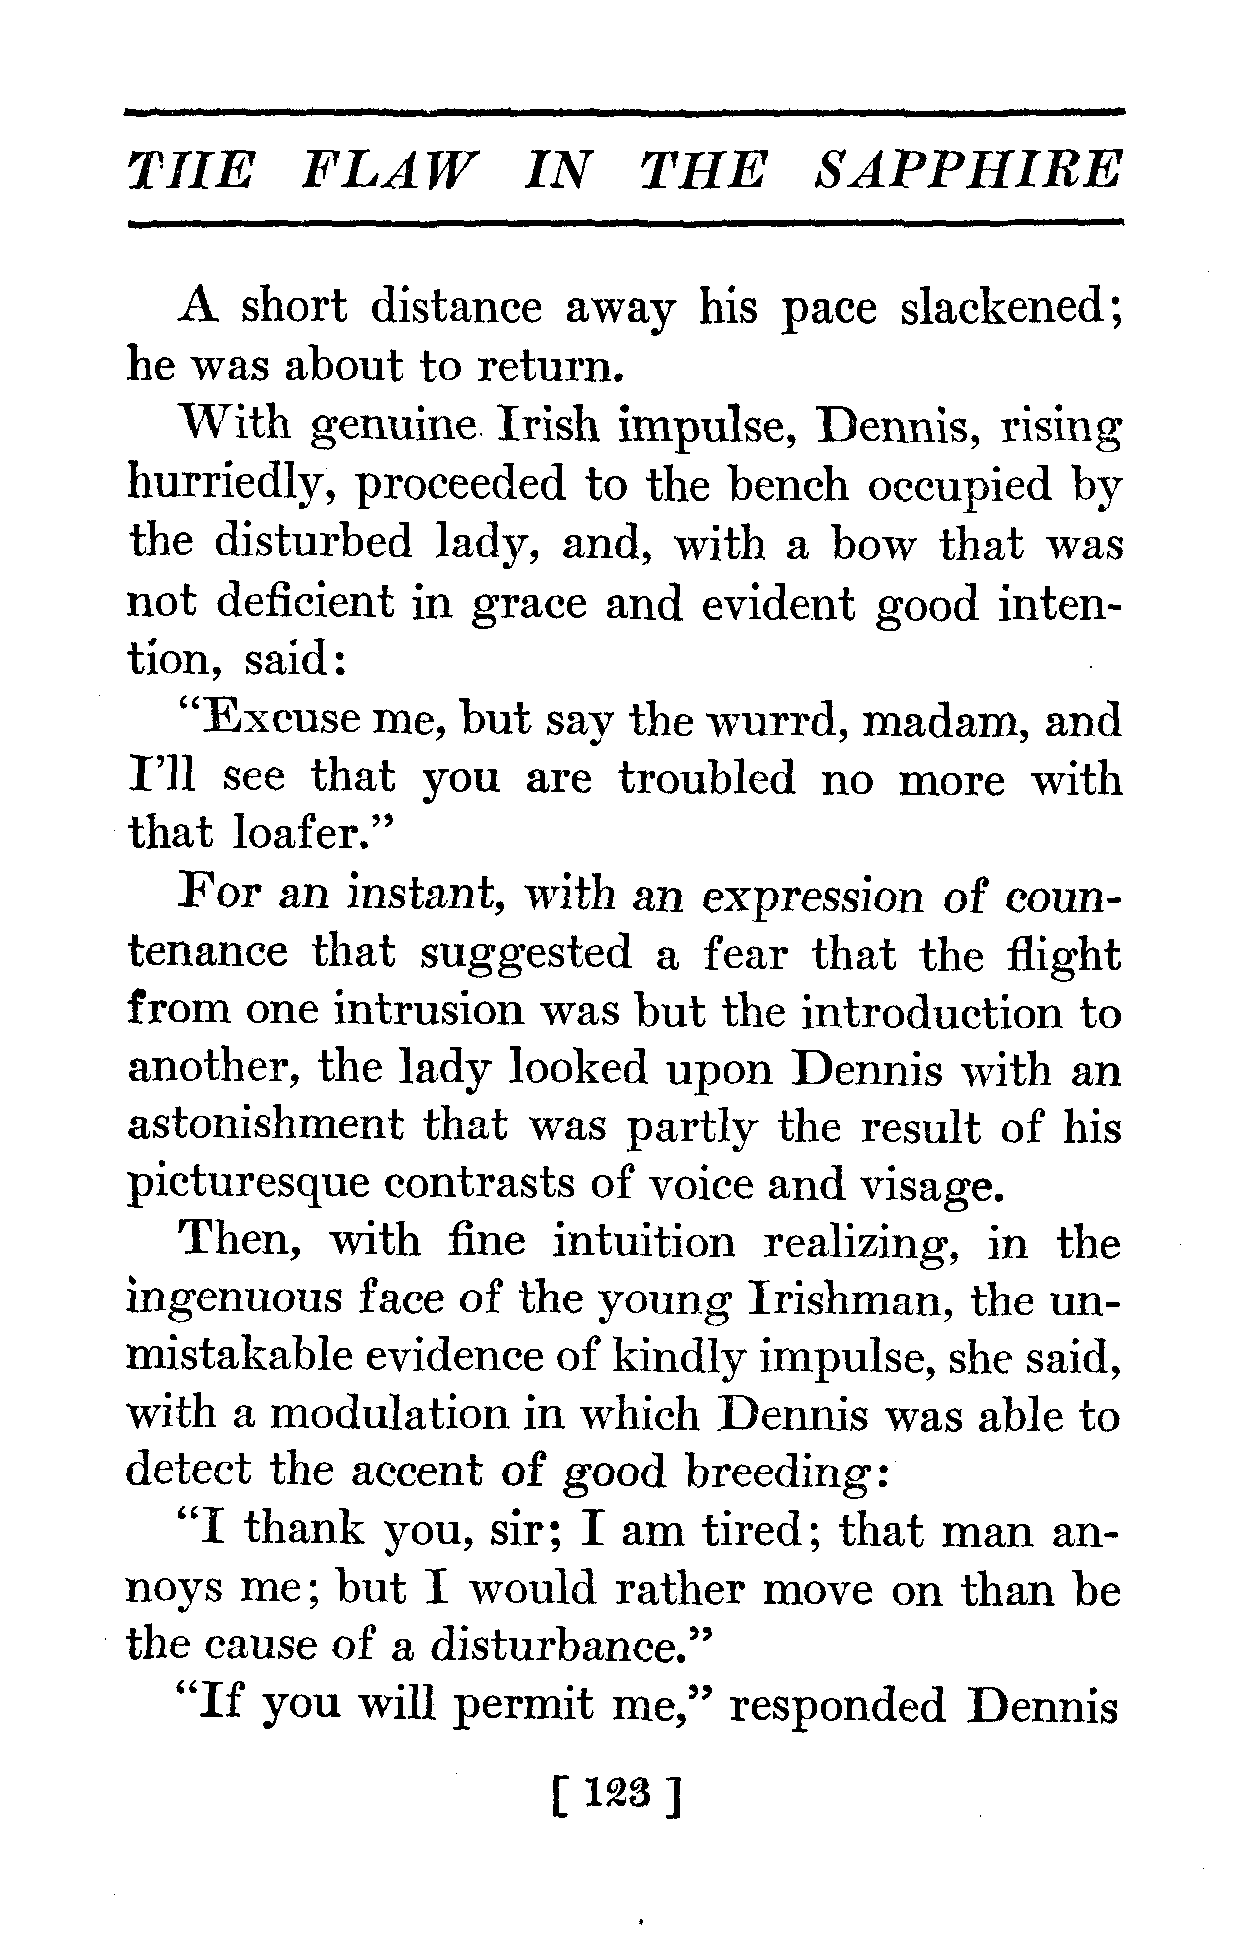 THE FLAW IN THE SAPPHIRE
A short distance away his pace slackened;
he was about to return.
With genuine Irish impulse, Dennis, rising
hurriedly, proceeded to the bench occupied by
the disturbed lady, and, with a bow that was
not deficient in grace and evident good inten-
tion, said:
“Excuse me, but say the wurrd, madam, and
I’ll see that you are troubled no more with
that loafer.”
For an instant, with an expression of coun-
tenance that suggested a fear that the flight
from one intrusion was but the introduction to
another, the lady looked upon Dennis with an
astonishment that was partly the result of his
picturesque contrasts of voice and visage.
Then, with fine intuition realizing, in the
ingenuous face of the young Irishman, the un-
mistakable evidence of kindly impulse, she said,
with a modulation in which Dennis was able to
detect the accent of good breeding:
“I thank you, sir; I am tired; that man an-
noys me; but I would rather move on than be
the cause of a disturbance.”
“If you will permit me,” responded Dennis
[ 123 ]